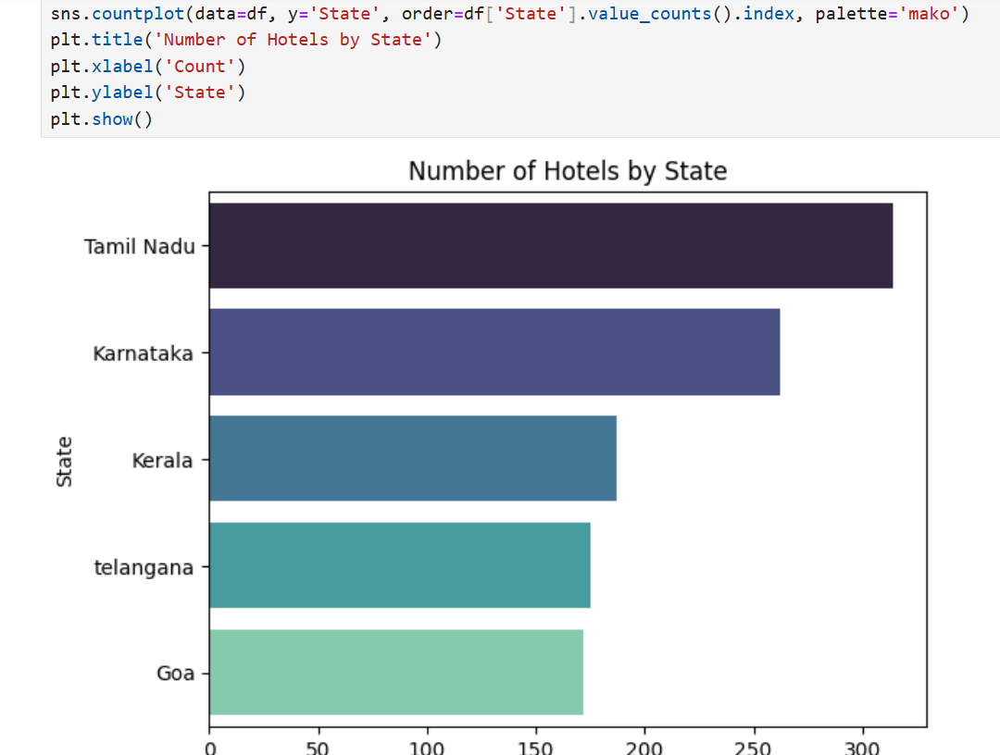 sns.countplot(data=df, y='State', order=df['State'].value_counts().index, palette='mako')
plt.title('Number of Hotels by State')
plt.xlabel('Count')
plt.ylabel('State')
plt.show()
Number of Hotels by State
Tamil Nadu
Karnataka
Kerala
telangana
Goa
State
0 50 100 150 200 250 300